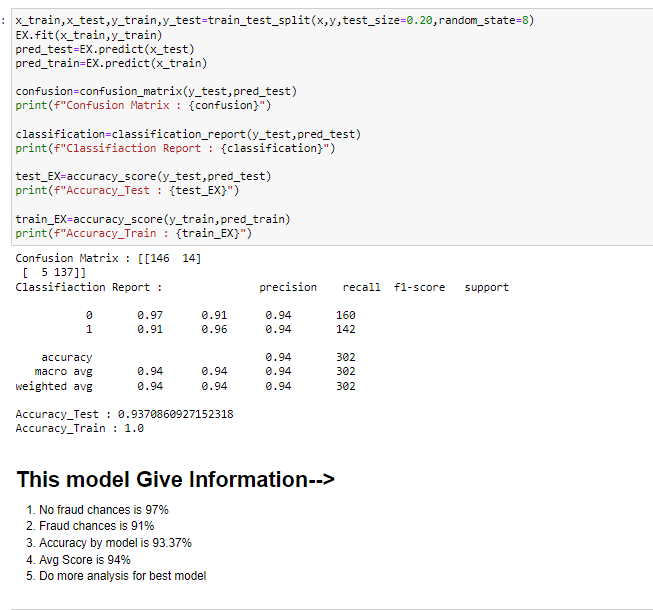 : x_train,x_test,y_train,y_test=train_test_split(x,y,test_size=0.20,random_state=8)
EX.fit(x_train,y_train)
pred_test=EX.predict(x_test)
pred_train=EX.predict(x_train)
confusion=confusion_matrix(y_test,pred_test)
print(f"Confusion Matrix : {confusion}")
classification=classification_report(y_test,pred_test)
print(f"Classifiaction Report : {classification}")
test_EX=accuracy_score(y_test,pred_test)
print(f"Accuracy_Test : {test_EX}")
train_EX=accuracy_score(y_train,pred_train)
print(f"Accuracy_Train : {train_EX}")
Confusion Matrix : [[146  14]
 [  5 137]]
Classifiaction Report :               precision    recall  f1-score   support
           0       0.97      0.91      0.94       160
           1       0.91      0.96      0.94       142
    accuracy                           0.94       302
   macro avg       0.94      0.94      0.94       302
weighted avg       0.94      0.94      0.94       302
Accuracy_Test : 0.9370860927152318
Accuracy_Train : 1.0
This model Give Information-->
1. No fraud chances is 97%
2. Fraud chances is 91%
3. Accuracy by model is 93.37%
4. Avg Score is 94%
5. Do more analysis for best model